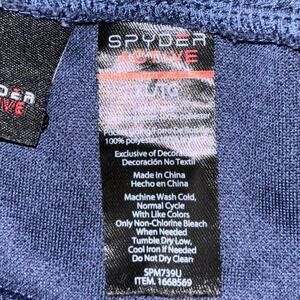 SPYDER
ACTIVE
100% polyester
Exclusive of Decoration
Decoración No Textil
Made in China
Hecho en China
Machine Wash Cold,
Normal Cycle
With Like Colors
Only Non-Chlorine Bleach
When Needed
Tumble Dry Low,
Cool Iron if Needed
Do Not Dry Clean
SPM739U
ITEM. 1668569